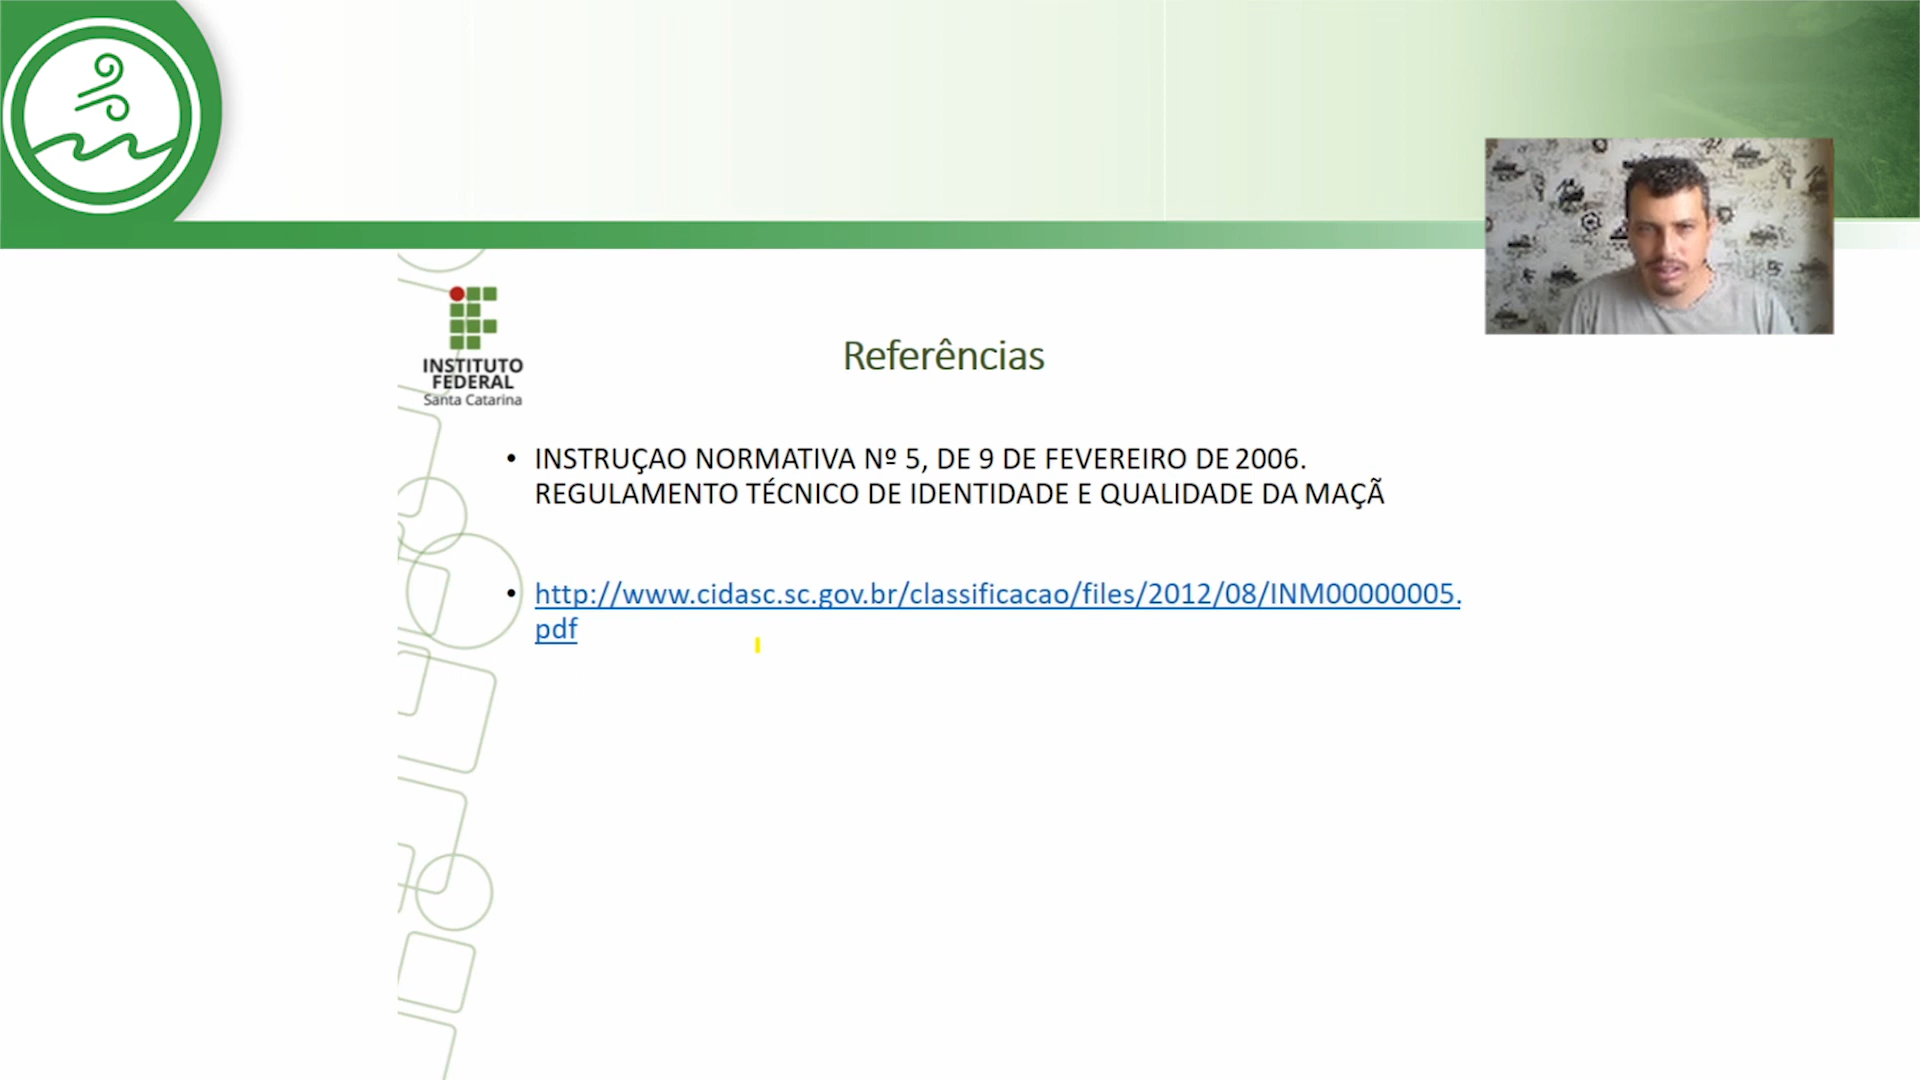 INSTITUTO
FEDERAL
Santa Catarina
Referências
• INSTRUÇAO NORMATIVA Nº 5, DE 9 DE FEVEREIRO DE 2006.
REGULAMENTO TÉCNICO DE IDENTIDADE E QUALIDADE DA MAÇÃ
• http://www.cidasc.sc.gov.br/classificacao/files/2012/08/INM00000005.
pdf